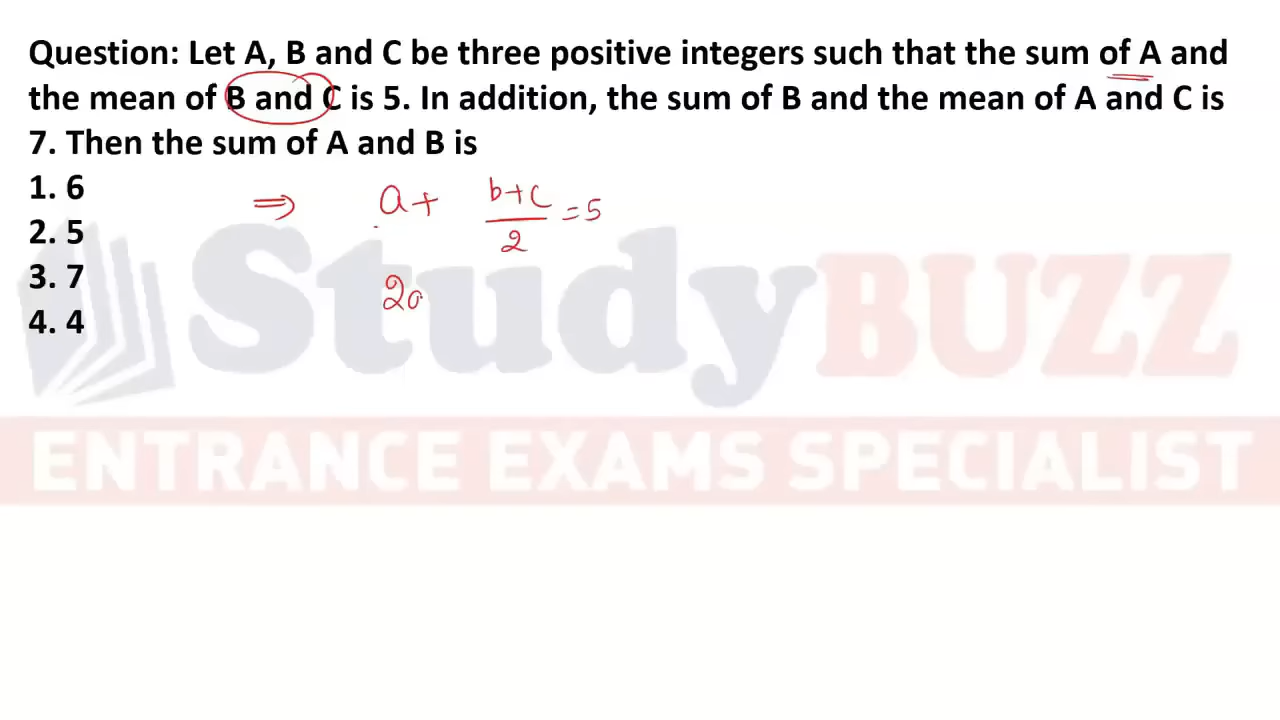 Question: Let A, B and C be three positive integers such that the sum of A and
the mean of B and C is 5. In addition, the sum of B and the mean of A and C is
7. Then the sum of A and B is
1. 6
2. 5
3. 7
4. 4
⇒ a + (b+c)/2 = 5
2a
StudyBUZZ
ENTRANCE EXAMS SPECIALIST